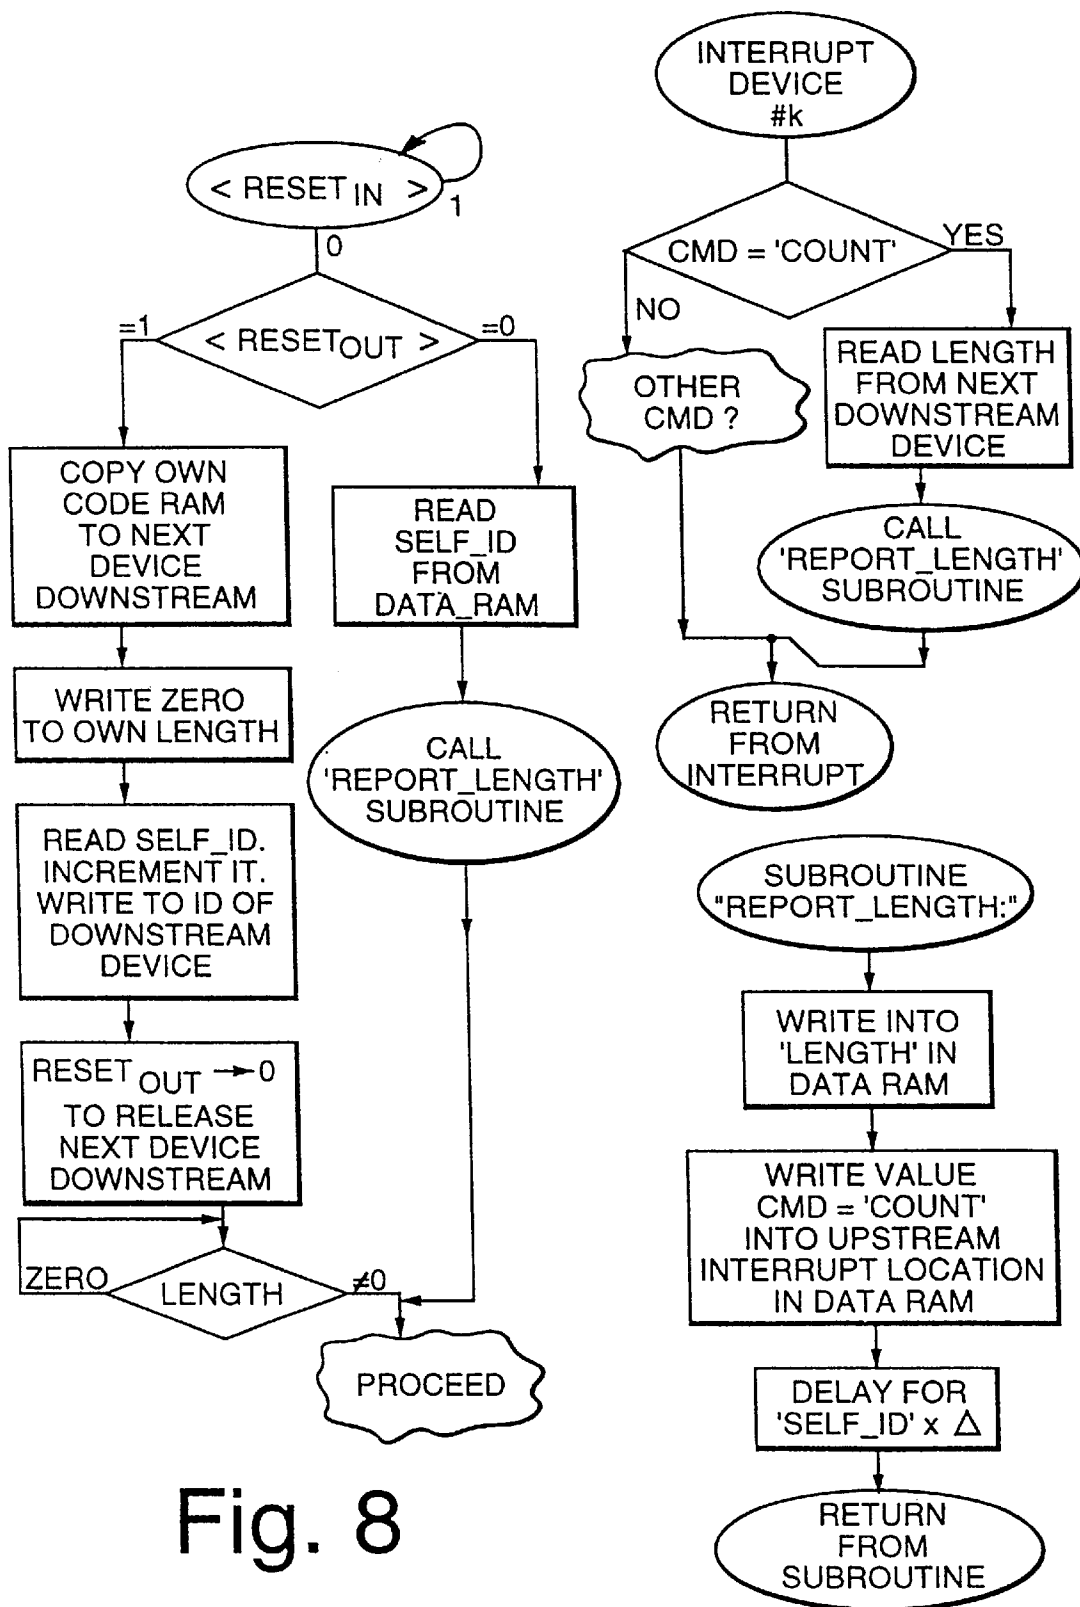 < RESET IN >
1
0
< RESET OUT >
=1
=0
COPY OWN
CODE RAM
TO NEXT
DEVICE
DOWNSTREAM
WRITE ZERO
TO OWN LENGTH
READ SELF_ID.
INCREMENT IT.
WRITE TO ID OF
DOWNSTREAM
DEVICE
RESET OUT → 0
TO RELEASE
NEXT DEVICE
DOWNSTREAM
ZERO
LENGTH
≠0
READ
SELF_ID
FROM
DATA_RAM
CALL
'REPORT_LENGTH'
SUBROUTINE
PROCEED
INTERRUPT
DEVICE
#k
CMD = 'COUNT'
YES
NO
OTHER
CMD ?
READ LENGTH
FROM NEXT
DOWNSTREAM
DEVICE
CALL
'REPORT_LENGTH'
SUBROUTINE
RETURN
FROM
INTERRUPT
SUBROUTINE
"REPORT_LENGTH:"
WRITE INTO
'LENGTH' IN
DATA RAM
WRITE VALUE
CMD = 'COUNT'
INTO UPSTREAM
INTERRUPT LOCATION
IN DATA RAM
DELAY FOR
'SELF_ID' x △
RETURN
FROM
SUBROUTINE
Fig. 8